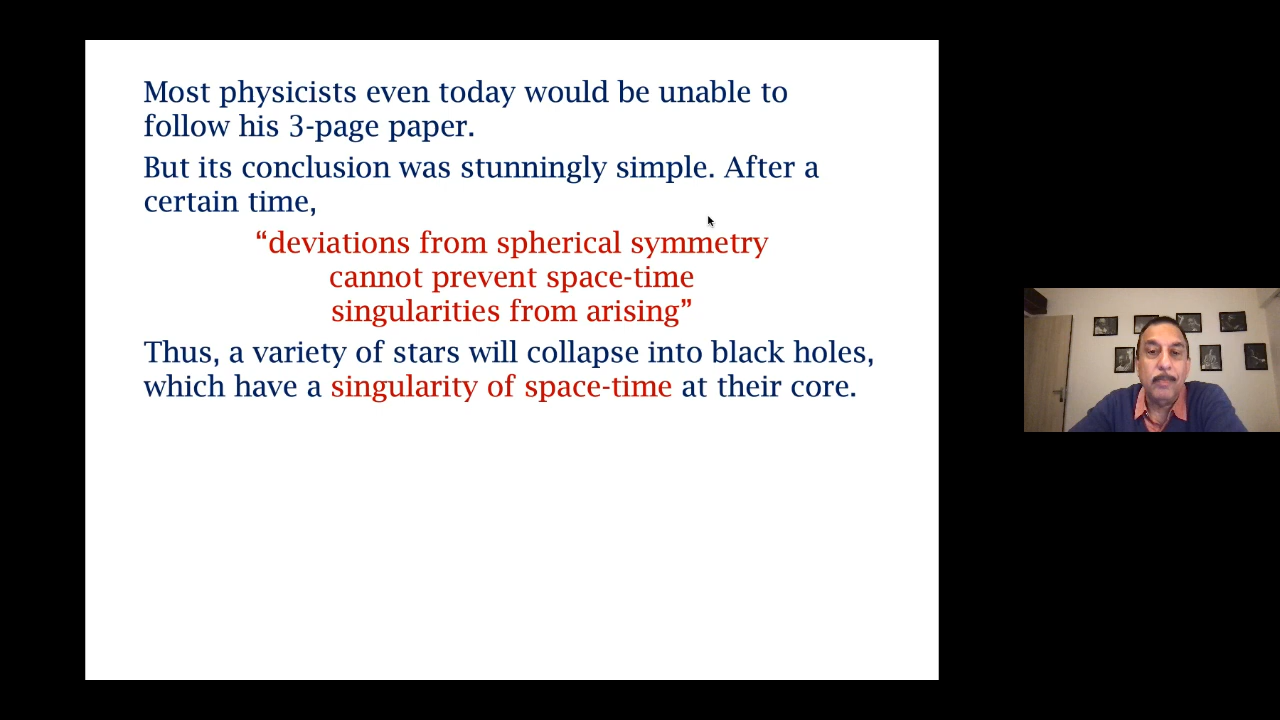 Most physicists even today would be unable to
follow his 3-page paper.
But its conclusion was stunningly simple. After a
certain time,
“deviations from spherical symmetry
cannot prevent space-time
singularities from arising”
Thus, a variety of stars will collapse into black holes,
which have a singularity of space-time at their core.